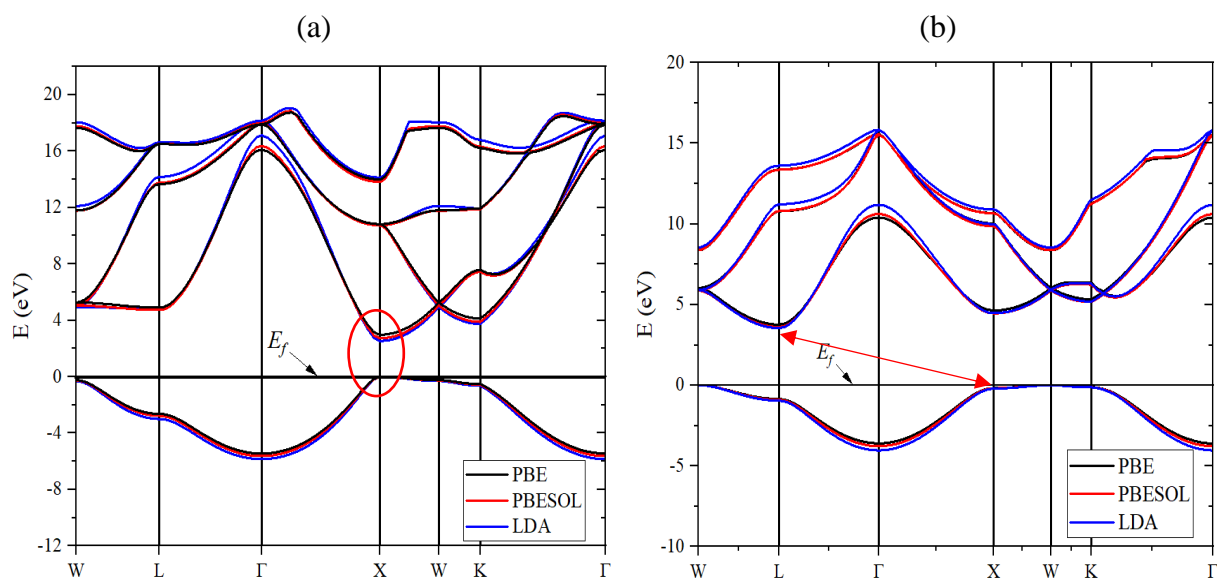 (a)
(b)
E (eV)
20
16
12
8
4
0
-4
-8
-12
E_f
PBE
PBESOL
LDA
W L Γ X W K Γ
E (eV)
20
15
10
5
0
-5
-10
E_f
PBE
PBESOL
LDA
W L Γ X W K Γ